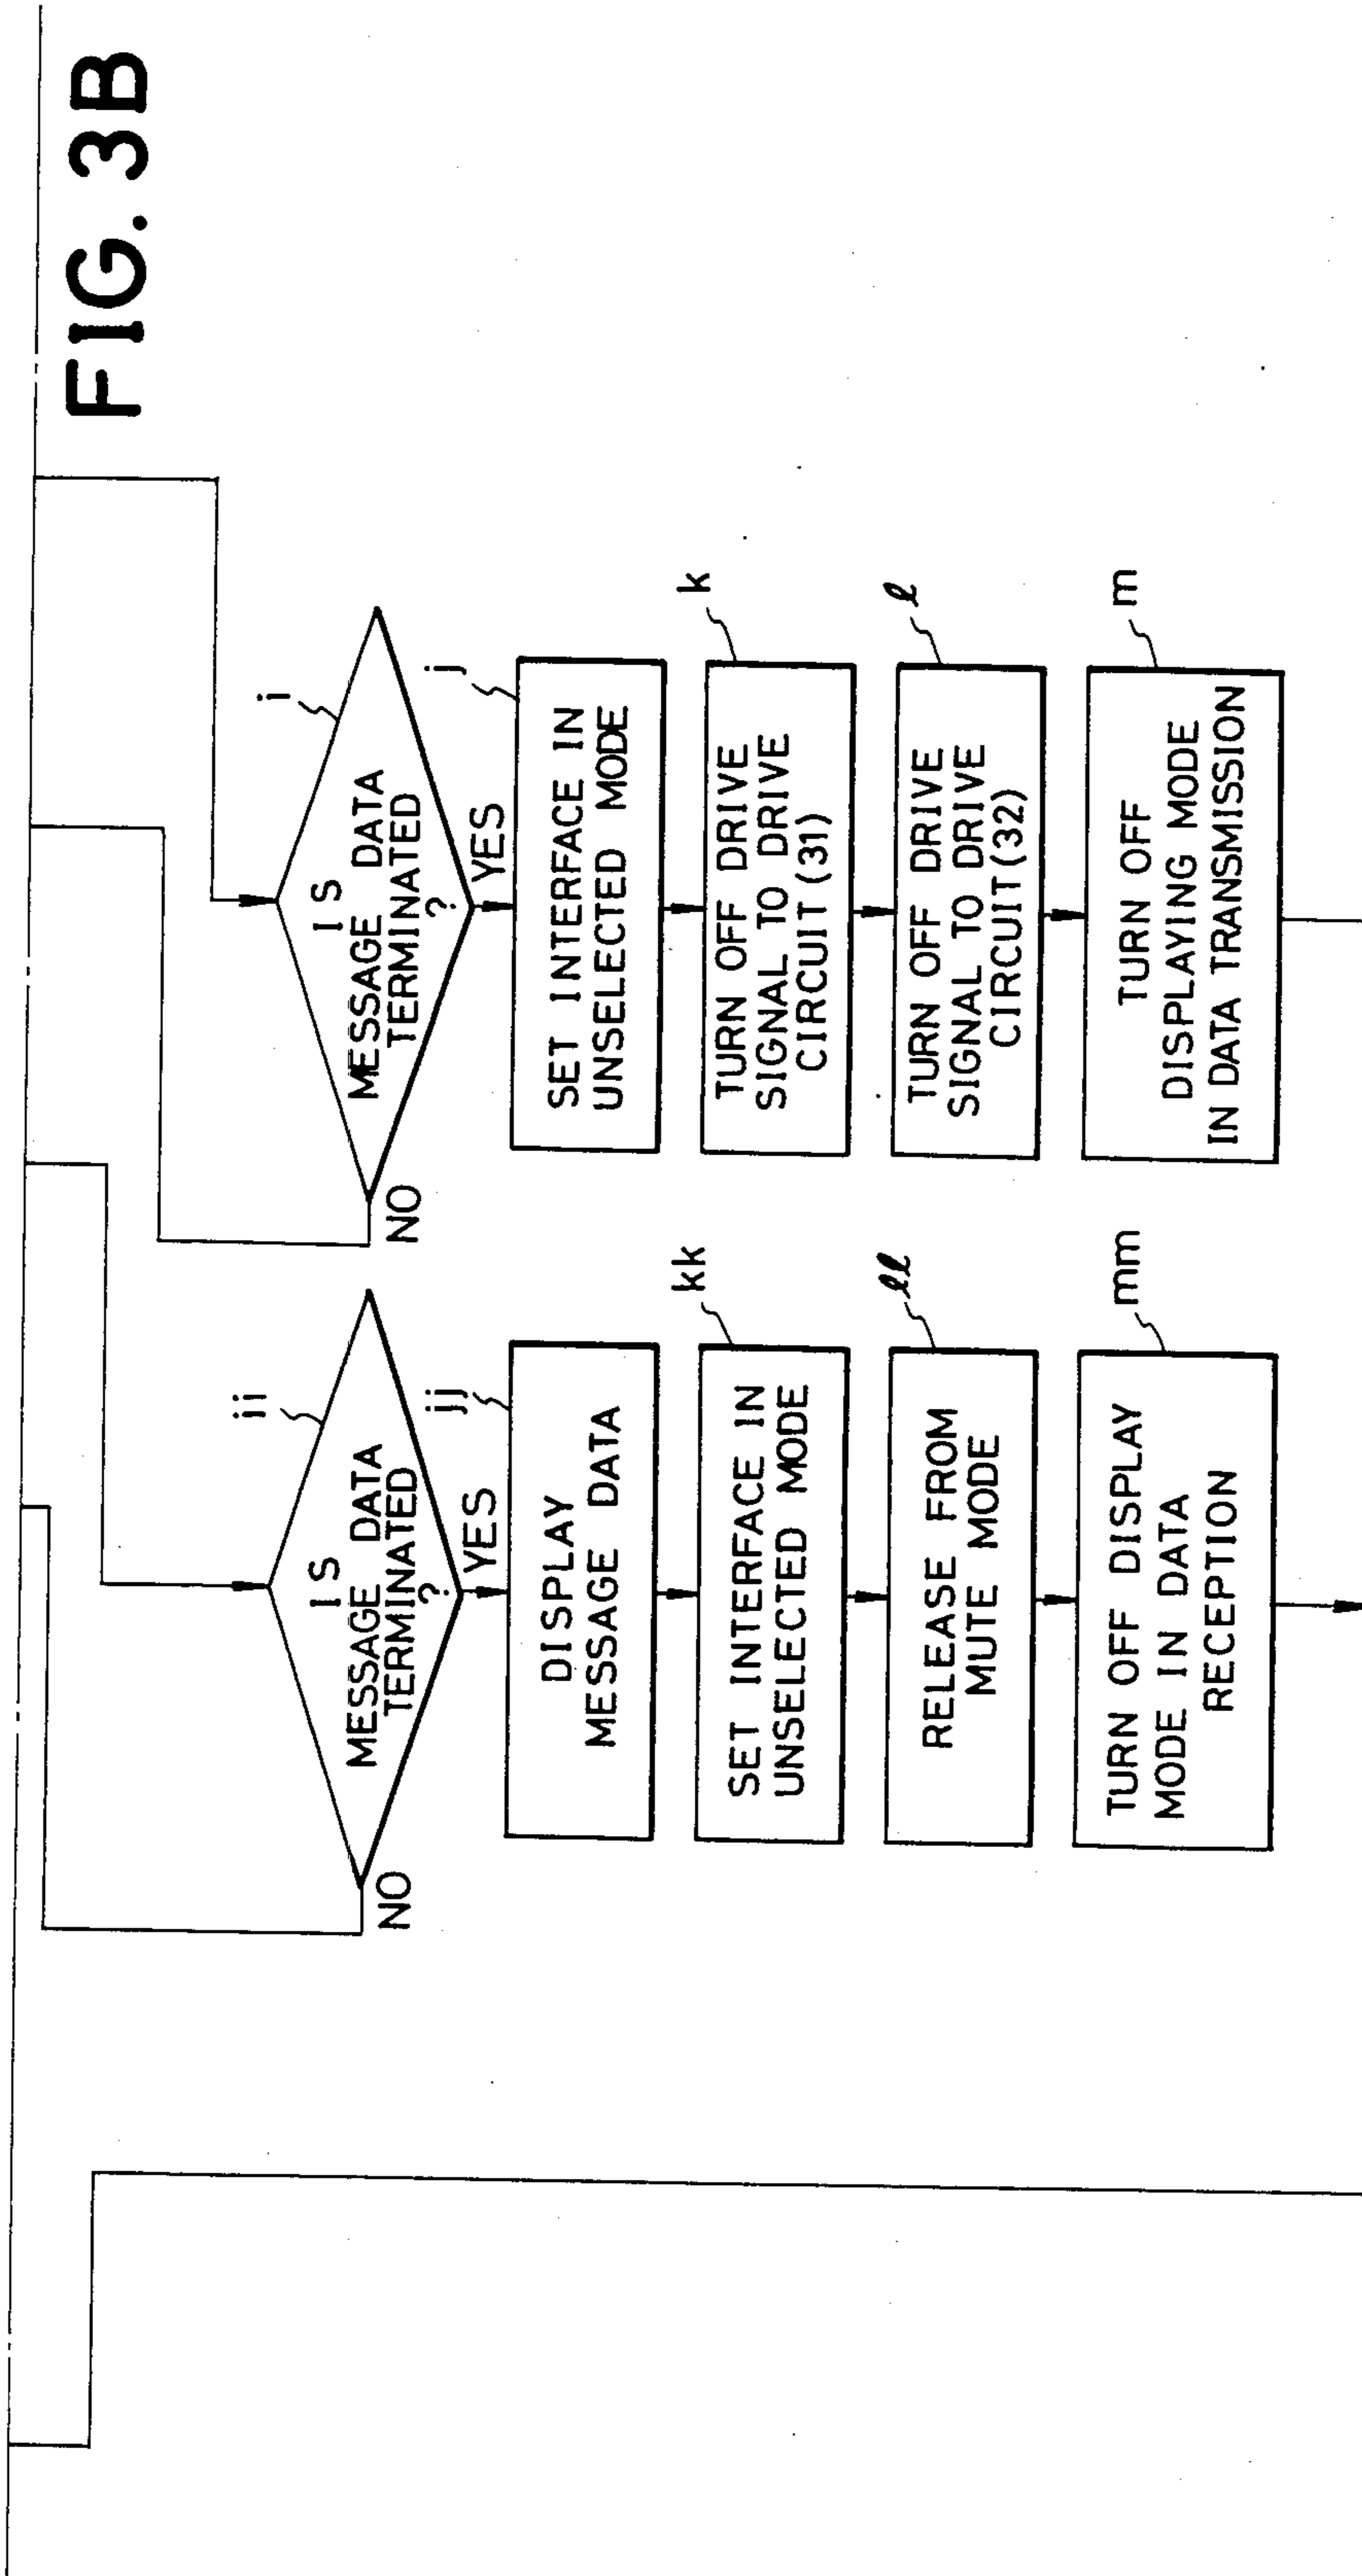 FIG. 3B
ii
IS
MESSAGE DATA
TERMINATED
?
NO
YES
jj
DISPLAY
MESSAGE DATA
kk
SET INTERFACE IN
UNSELECTED MODE
ℓℓ
RELEASE FROM
MUTE MODE
mm
TURN OFF DISPLAY
MODE IN DATA
RECEPTION
i
IS
MESSAGE DATA
TERMINATED
?
NO
YES
j
SET INTERFACE IN
UNSELECTED MODE
k
TURN OFF DRIVE
SIGNAL TO DRIVE
CIRCUIT (31)
ℓ
TURN OFF DRIVE
SIGNAL TO DRIVE
CIRCUIT (32)
m
TURN OFF
DISPLAYING MODE
IN DATA TRANSMISSION